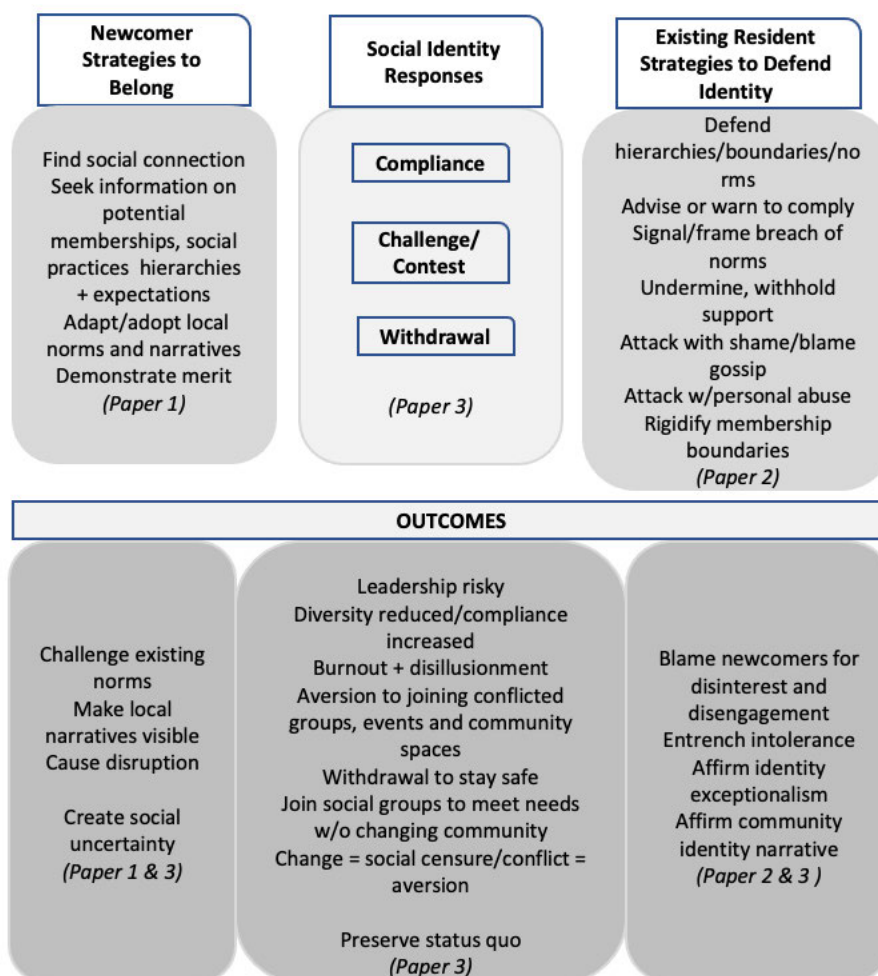 Newcomer
Strategies to
Belong
Find social connection
Seek information on
potential
memberships, social
practices hierarchies
+ expectations
Adapt/adopt local
norms and narratives
Demonstrate merit
(Paper 1)
Social Identity
Responses
Compliance
Challenge/
Contest
Withdrawal
(Paper 3)
Existing Resident
Strategies to Defend
Identity
Defend
hierarchies/boundaries/no
rms
Advise or warn to comply
Signal/frame breach of
norms
Undermine, withhold
support
Attack with shame/blame
gossip
Attack w/personal abuse
Rigidify membership
boundaries
(Paper 2)
OUTCOMES
Challenge existing
norms
Make local
narratives visible
Cause disruption
Create social
uncertainty
(Paper 1 & 3)
Leadership risky
Diversity reduced/compliance
increased
Burnout + disillusionment
Aversion to joining conflicted
groups, events and community
spaces
Withdrawal to stay safe
Join social groups to meet needs
w/o changing community
Change = social censure/conflict =
aversion
Preserve status quo
(Paper 3)
Blame newcomers for
disinterest and
disengagement
Entrench intolerance
Affirm identity
exceptionalism
Affirm community
identity narrative
(Paper 2 & 3 )